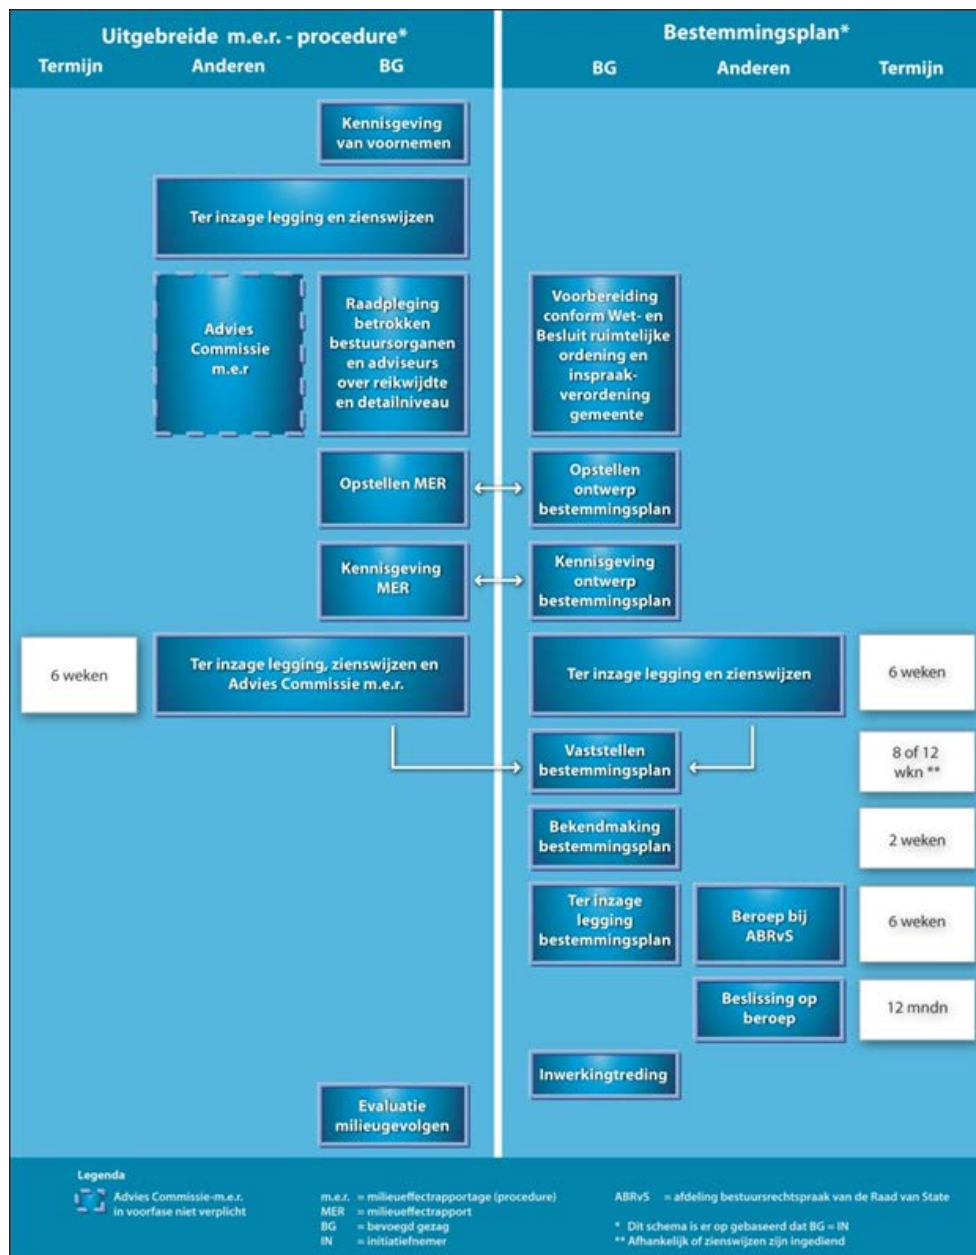 Uitgebreide m.e.r. - procedure*
Bestemmingsplan*
Termijn
Anderen
BG
BG
Anderen
Termijn
Kennisgeving
van voornemen
Ter inzage legging en zienswijzen
Advies
Commissie
m.e.r
Raadpleging
betrokken
bestuursorganen
en adviseurs
over reikwijdte
en detailniveau
Voorbereiding
conform Wet- en
Besluit ruimtelijke
ordening en
inspraak-
verordening
gemeente
Opstellen MER
Opstellen
ontwerp
bestemmingsplan
Kennisgeving
MER
Kennisgeving
ontwerp
bestemmingsplan
6 weken
Ter inzage legging, zienswijzen en
Advies Commissie m.e.r.
Ter inzage legging en zienswijzen
6 weken
Vaststellen
bestemmingsplan
8 of 12
wkn **
Bekendmaking
bestemmingsplan
2 weken
Ter inzage
legging
bestemmingsplan
Beroep bij
ABRvS
6 weken
Beslissing op
beroep
12 mndn
Inwerkingtreding
Evaluatie
milieugevolgen
Legenda
Advies Commissie-m.e.r.
in voorfase niet verplicht
m.e.r. = milieueffectrapportage (procedure)
MER = milieueffectrapport
BG = bevoegd gezag
IN = initiatiefnemer
ABRvS = afdeling bestuursrechtspraak van de Raad van State
* Dit schema is er op gebaseerd dat BG = IN
** Afhankelijk of zienswijzen zijn ingediend